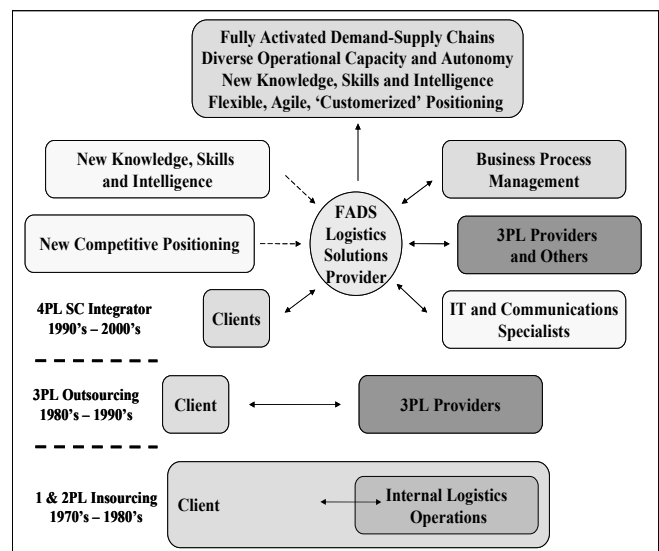 Fully Activated Demand-Supply Chains
Diverse Operational Capacity and Autonomy
New Knowledge, Skills and Intelligence
Flexible, Agile, ‘Customerized’ Positioning
New Knowledge, Skills
and Intelligence
Business Process
Management
FADS
Logistics
Solutions
Provider
New Competitive Positioning
3PL Providers
and Others
4PL SC Integrator
1990’s – 2000’s
Clients
IT and Communications
Specialists
3PL Outsourcing
1980’s – 1990’s
Client
3PL Providers
1 & 2PL Insourcing
1970’s – 1980’s
Client
Internal Logistics
Operations